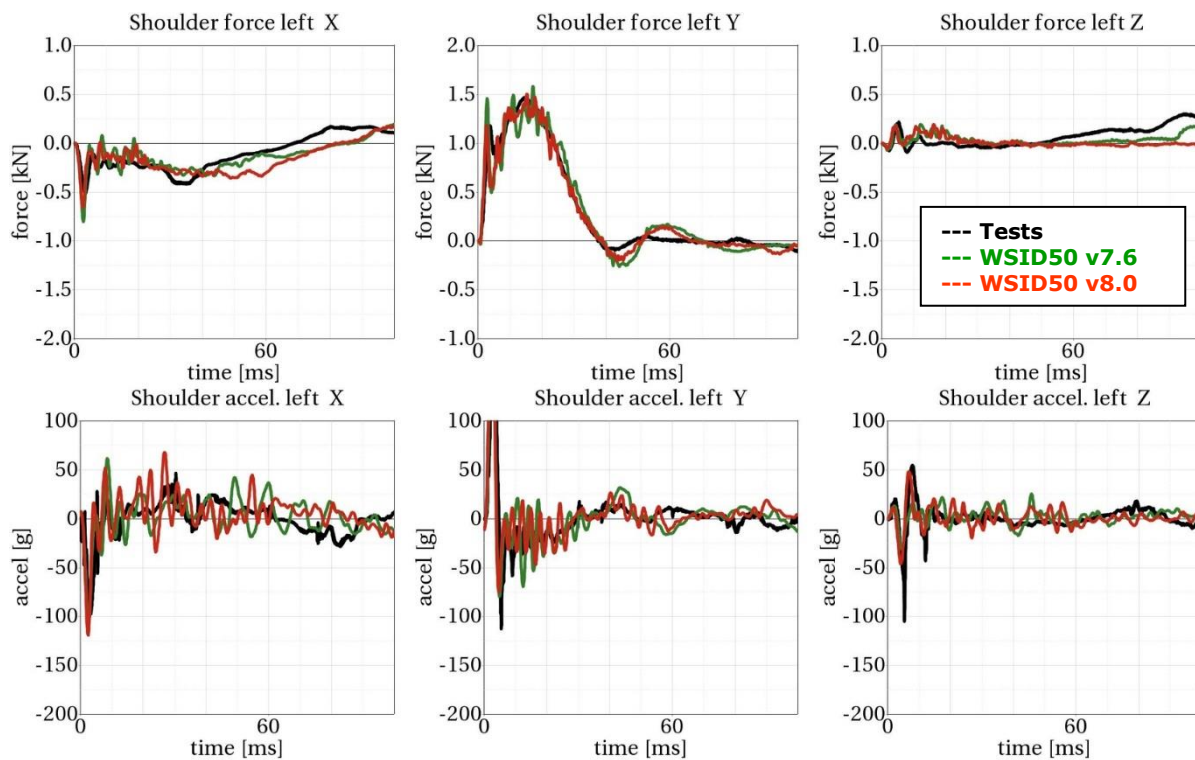 Shoulder force left X
Shoulder force left Y
Shoulder force left Z
force [kN]
1.0
0.5
0.0
-0.5
-1.0
-1.5
-2.0
0
60
time [ms]
force [kN]
2.0
1.5
1.0
0.5
0.0
-0.5
-1.0
0
60
time [ms]
force [kN]
1.0
0.5
0.0
-0.5
-1.0
-1.5
-2.0
0
60
time [ms]
--- Tests
--- WSID50 v7.6
--- WSID50 v8.0
Shoulder accel. left X
Shoulder accel. left Y
Shoulder accel. left Z
accel [g]
100
50
0
-50
-100
-150
-200
0
60
time [ms]
accel [g]
100
50
0
-50
-100
-150
-200
0
60
time [ms]
accel [g]
100
50
0
-50
-100
-150
-200
0
60
time [ms]